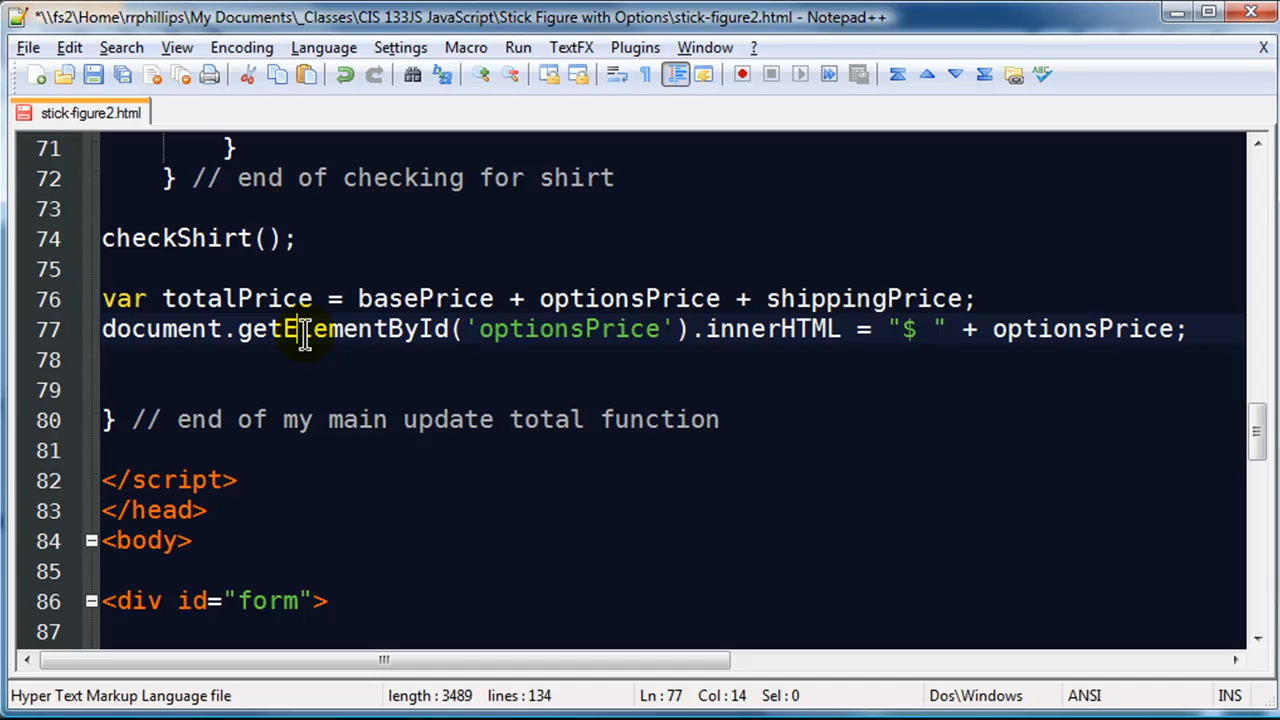 *\\fs2\Home\rrphillips\My Documents\_Classes\CIS 133JS JavaScript\Stick Figure with Options\stick-figure2.html - Notepad++
File Edit Search View Encoding Language Settings Macro Run TextFX Plugins Window ? X
stick-figure2.html
71 }
72 } // end of checking for shirt
73
74 checkShirt();
75
76 var totalPrice = basePrice + optionsPrice + shippingPrice;
77 document.getElementById('optionsPrice').innerHTML = "$ " + optionsPrice;
78
79
80 } // end of my main update total function
81
82 </script>
83 </head>
84 <body>
85
86 <div id="form">
87
Hyper Text Markup Language file length : 3489 lines : 134 Ln : 77 Col : 14 Sel : 0 Dos\Windows ANSI INS